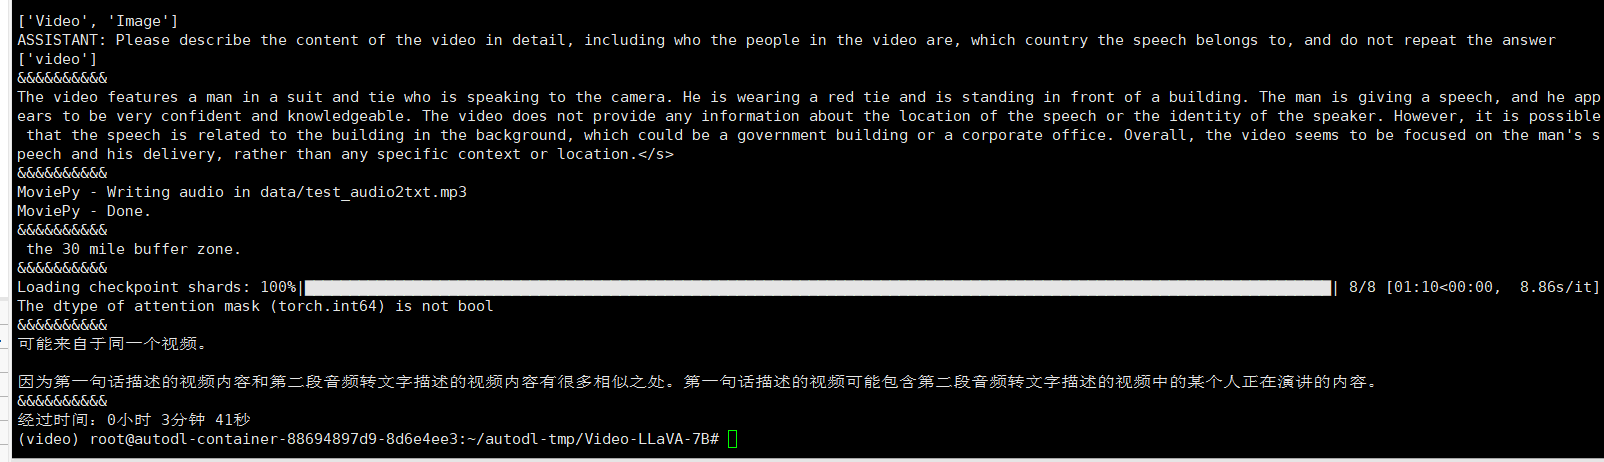 ['Video', 'Image']
ASSISTANT: Please describe the content of the video in detail, including who the people in the video are, which country the speech belongs to, and do not repeat the answer
['video']
&&&&&&&&&&
The video features a man in a suit and tie who is speaking to the camera. He is wearing a red tie and is standing in front of a building. The man is giving a speech, and he app
ears to be very confident and knowledgeable. The video does not provide any information about the location of the speech or the identity of the speaker. However, it is possible
 that the speech is related to the building in the background, which could be a government building or a corporate office. Overall, the video seems to be focused on the man's s
peech and his delivery, rather than any specific context or location.</s>
&&&&&&&&&&
MoviePy - Writing audio in data/test_audio2txt.mp3
MoviePy - Done.
&&&&&&&&&&
 the 30 mile buffer zone.
&&&&&&&&&&
Loading checkpoint shards: 100%|| 8/8 [01:10<00:00,  8.86s/it]
The dtype of attention mask (torch.int64) is not bool
&&&&&&&&&&
可能来自于同一个视频。
因为第一句话描述的视频内容和第二段音频转文字描述的视频内容有很多相似之处。第一句话描述的视频可能包含第二段音频转文字描述的视频中的某个人正在演讲的内容。
&&&&&&&&&&
经过时间：0小时 3分钟 41秒
(video) root@autodl-container-88694897d9-8d6e4ee3:~/autodl-tmp/Video-LLaVA-7B#